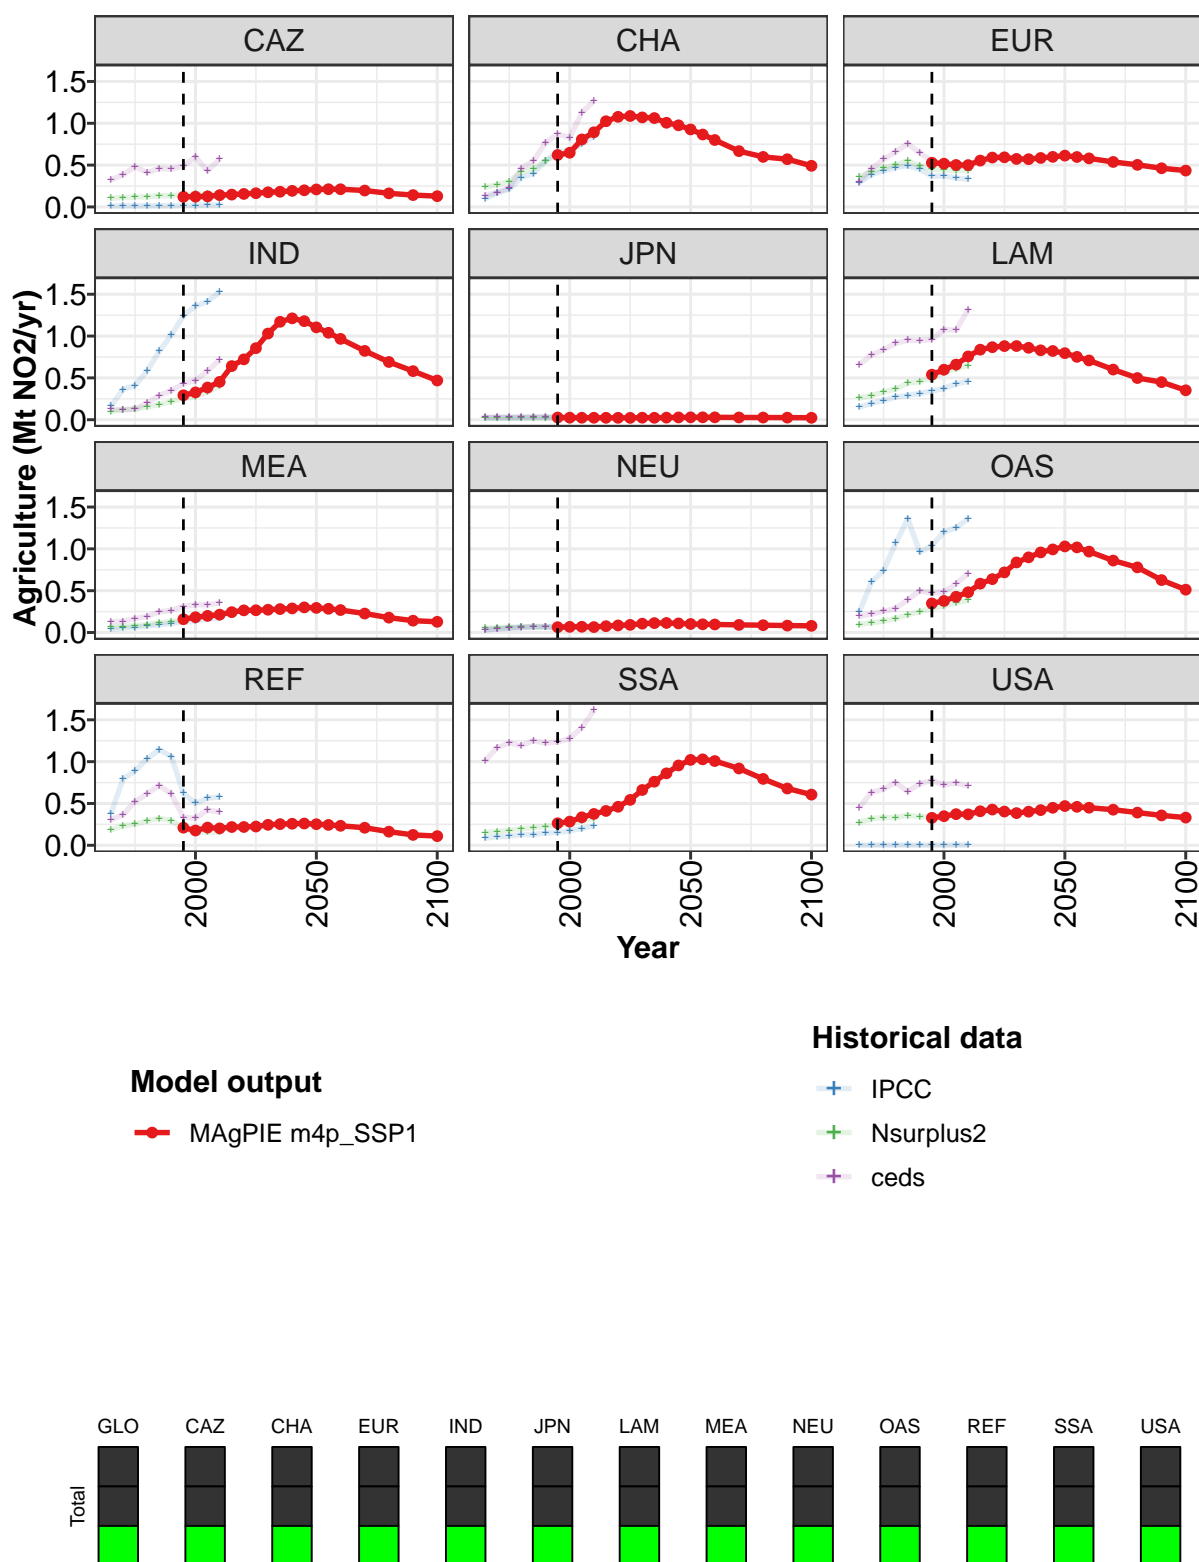 CAZ CHA EUR
1.5
1.0
0.5
0.0
IND JPN LAM
1.5
1.0
0.5
0.0
MEA NEU OAS
1.5
1.0
0.5
0.0
REF SSA USA
1.5
1.0
0.5
0.0
Agriculture (Mt NO2/yr)
2000 2050 2100 2000 2050 2100 2000 2050 2100
Year
Historical data
Model output
IPCC
MAgPIE m4p_SSP1
Nsurplus2
ceds
GLO CAZ CHA EUR IND JPN LAM MEA NEU OAS REF SSA USA
Total